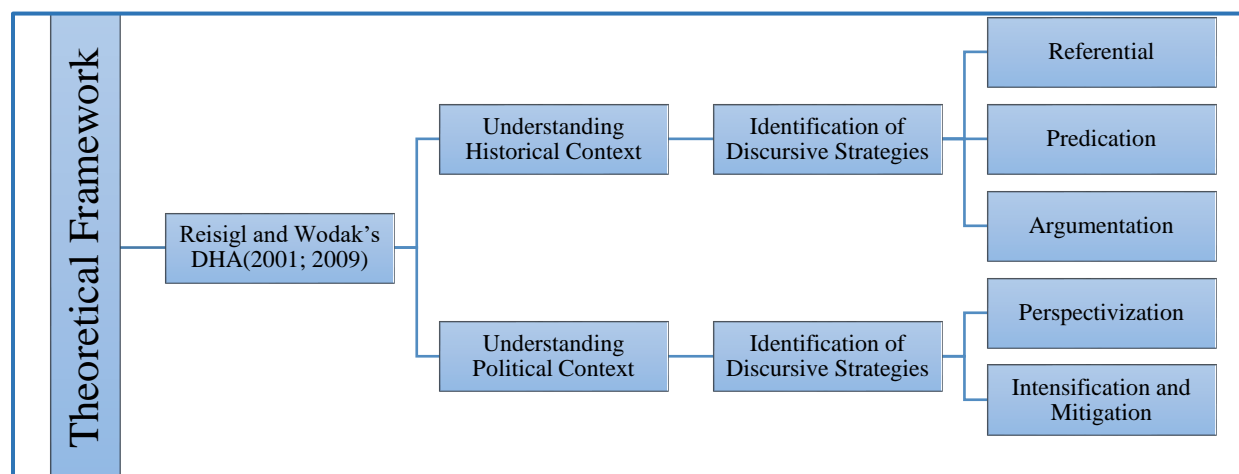 Theoretical Framework
Reisigl and Wodak's
DHA(2001; 2009)
Understanding
Historical Context
Identification of
Discursive Strategies
Referential
Predication
Argumentation
Understanding
Political Context
Identification of
Discursive Strategies
Perspectivization
Intensification and
Mitigation